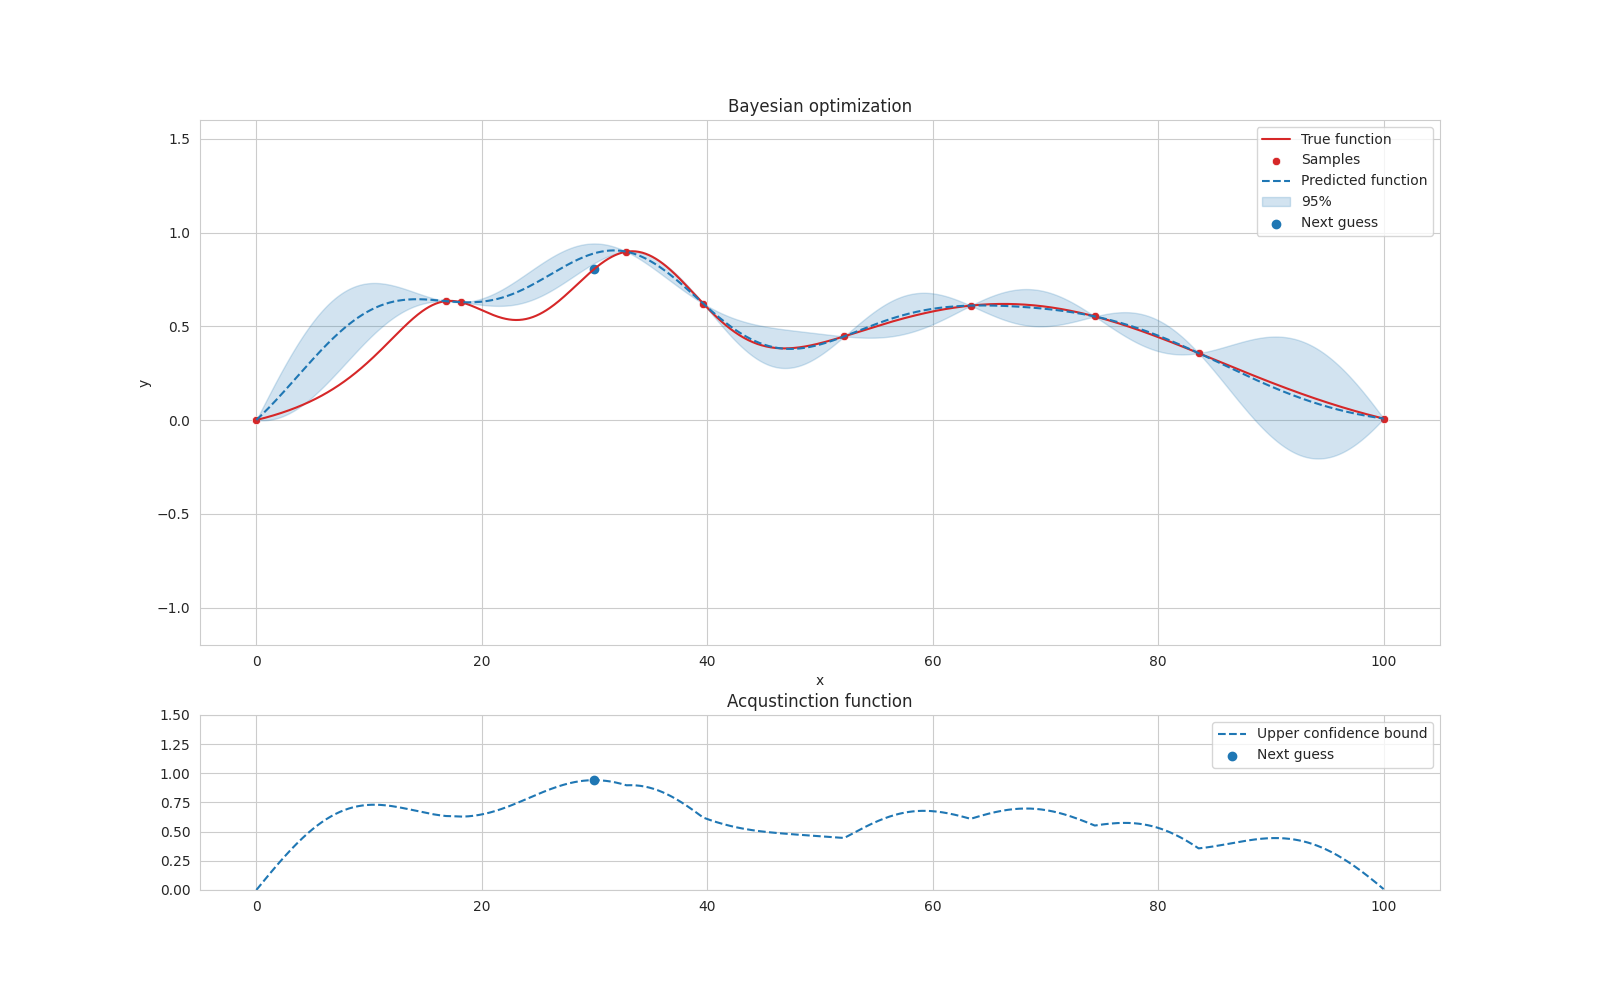 Bayesian optimization
1.5
1.0
0.5
0.0
−0.5
−1.0
y
True function
Samples
Predicted function
95%
Next guess
0 20 40 60 80 100
x
Acqustinction function
1.50
1.25
1.00
0.75
0.50
0.25
0.00
Upper confidence bound
Next guess
0 20 40 60 80 100